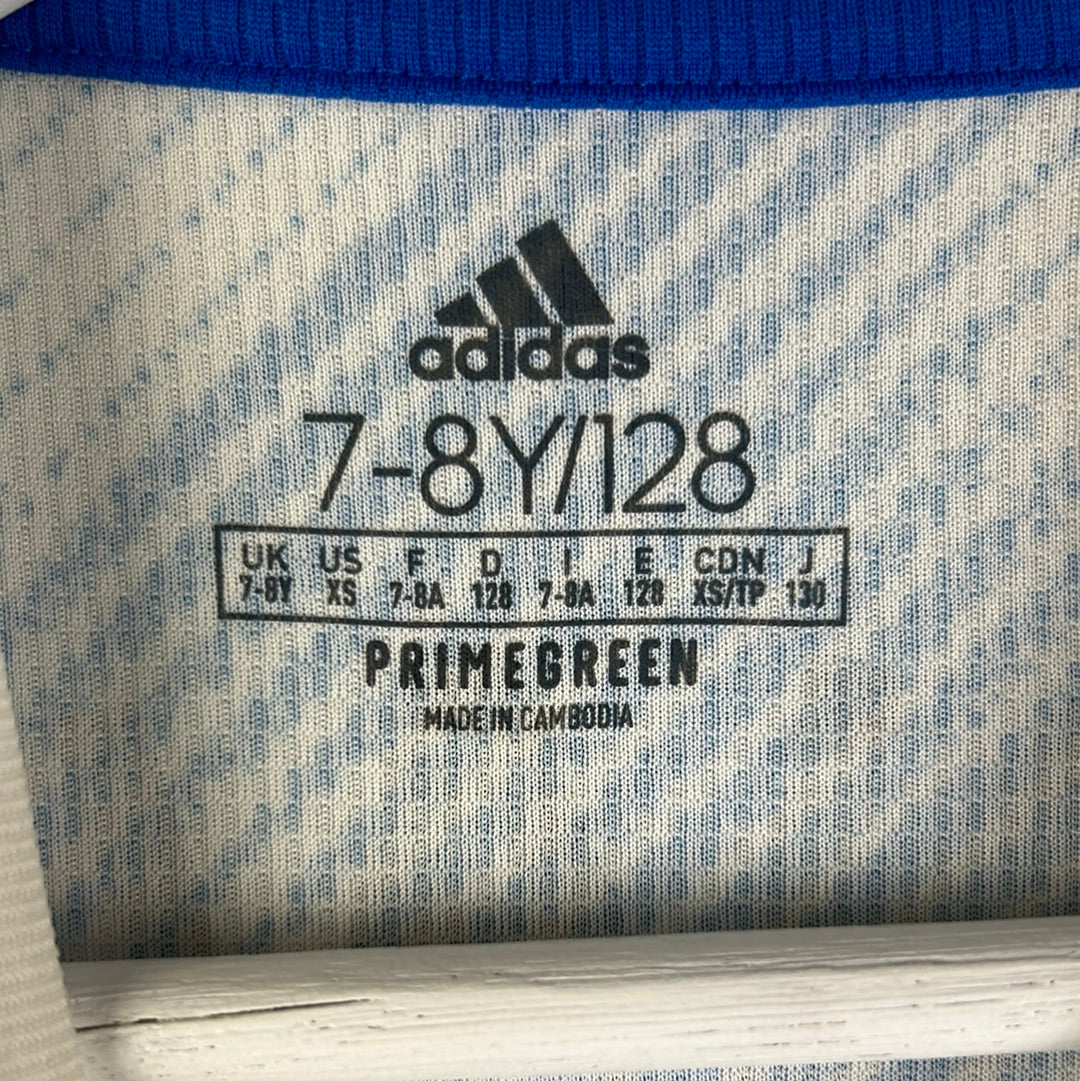 adidas
7-8Y/128
UK US F D I E CDN J
7-8Y XS 7-8A 128 7-8A 128 XS/TP 130
PRIMEGREEN
MADE IN CAMBODIA